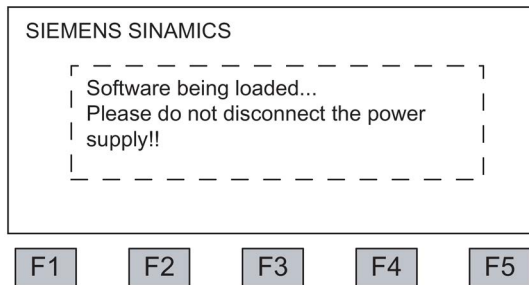 SIEMENS SINAMICS
Software being loaded...
Please do not disconnect the power
supply!!
F1 F2 F3 F4 F5